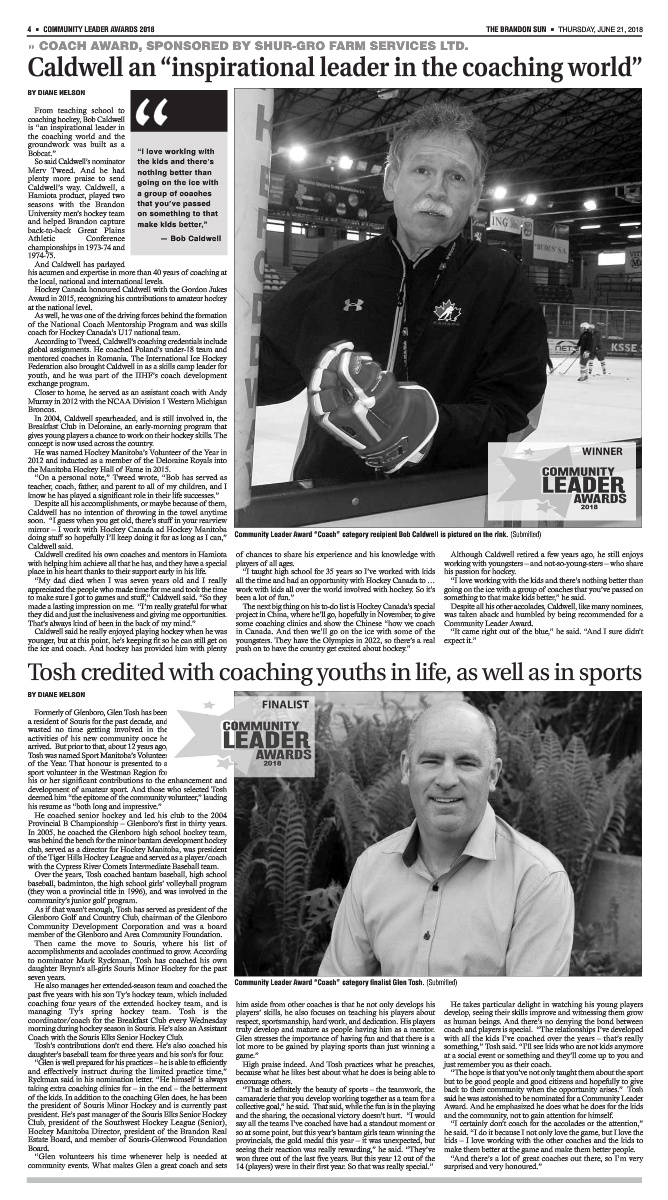 4 ■ COMMUNITY LEADER AWARDS 2018
THE BRANDON SUN ■ THURSDAY, JUNE 21, 2018
» COACH AWARD, SPONSORED BY SHUR-GRO FARM SERVICES LTD.
Caldwell an “inspirational leader in the coaching world”
BY DIANE NELSON
From teaching school to
coaching hockey, Bob Caldwell
is “an inspirational leader in
the coaching world and the
groundwork was built as a
Bobcat.”
So said Caldwell's nominator
Merv Tweed. And he had
plenty more praise to send
Caldwell's way. Caldwell, a
Hamiota product, played two
seasons with the Brandon
University men's hockey team
and helped Brandon capture
back-to-back Great Plains
Athletic Conference
championships in 1973-74 and
1974-75.
And Caldwell has parlayed
his acumen and expertise in more than 40 years of coaching at
the local, national and international levels.
Hockey Canada honoured Caldwell with the Gordon Jukes
Award in 2015, recognizing his contributions to amateur hockey
at the national level.
As well, he was one of the driving forces behind the formation
of the National Coach Mentorship Program and was skills
coach for Hockey Canada's U17 national team.
According to Tweed, Caldwell's coaching credentials include
global assignments. He coached Poland's under-18 team and
mentored coaches in Romania. The International Ice Hockey
Federation also brought Caldwell in as a skills camp leader for
youth, and he was part of the IIHF's coach development
exchange program.
Closer to home, he served as an assistant coach with Andy
Murray in 2012 with the NCAA Division 1 Western Michigan
Broncos.
In 2004, Caldwell spearheaded, and is still involved in, the
Breakfast Club in Deloraine, an early-morning program that
gives young players a chance to work on their hockey skills. The
concept is now used across the country.
He was named Hockey Manitoba's Volunteer of the Year in
2012 and inducted as a member of the Deloraine Royals into
the Manitoba Hockey Hall of Fame in 2015.
“On a personal note,” Tweed wrote, “Bob has served as
teacher, coach, father, and parent to all of my children, and I
know he has played a significant role in their life successes.”
Despite all his accomplishments, or maybe because of them,
Caldwell has no intention of throwing in the towel anytime
soon. “I guess when you get old, there's stuff in your rearview
mirror – I work with Hockey Canada ad Hockey Manitoba
doing stuff so hopefully I'll keep doing it for as long as I can,”
Caldwell said.
Caldwell credited his own coaches and mentors in Hamiota
with helping him achieve all that he has, and they have a special
place in his heart thanks to their support early in his life.
“My dad died when I was seven years old and I really
appreciated the people who made time for me and took the time
to make sure I got to games and stuff,” Caldwell said. “So they
made a lasting impression on me. “I'm really grateful for what
they did and just the inclusiveness and giving me opportunities.
That's always kind of been in the back of my mind.”
Caldwell said he really enjoyed playing hockey when he was
younger, but at this point, he's keeping fit so he can still get on
the ice and coach. And hockey has provided him with plenty
“
“I love working with
the kids and there's
nothing better than
going on the ice with
a group of coaches
that you've passed
on something to that
make kids better,”
— Bob Caldwell
ING
BUDUS S.A.
CANADA
NET
KSSE
WINNER
COMMUNITY
LEADER
AWARDS
2018
Community Leader Award “Coach” category recipient Bob Caldwell is pictured on the rink. (Submitted)
of chances to share his experience and his knowledge with
players of all ages.
“I taught high school for 35 years so I've worked with kids
all the time and had an opportunity with Hockey Canada to …
work with kids all over the world involved with hockey. So it's
been a lot of fun.”
The next big thing on his to-do list is Hockey Canada's special
project in China, where he'll go, hopefully in November, to give
some coaching clinics and show the Chinese “how we coach
in Canada. And then we'll go on the ice with some of the
youngsters. They have the Olympics in 2022, so there's a real
push on to have the country get excited about hockey.”
Although Caldwell retired a few years ago, he still enjoys
working with youngsters – and not-so-young-sters – who share
his passion for hockey.
“I love working with the kids and there's nothing better than
going on the ice with a group of coaches that you've passed on
something to that make kids better,” he said.
Despite all his other accolades, Caldwell, like many nominees,
was taken aback and humbled by being recommended for a
Community Leader Award.
“It came right out of the blue,” he said. “And I sure didn't
expect it.”
Tosh credited with coaching youths in life, as well as in sports
BY DIANE NELSON
Formerly of Glenboro, Glen Tosh has been
a resident of Souris for the past decade, and
wasted no time getting involved in the
activities of his new community once he
arrived. But prior to that, about 12 years ago,
Tosh was named Sport Manitoba's Volunteer
of the Year. That honour is presented to a
sport volunteer in the Westman Region for
his or her significant contributions to the enhancement and
development of amateur sport. And those who selected Tosh
deemed him “the epitome of the community volunteer,” lauding
his resume as “both long and impressive.”
He coached senior hockey and led his club to the 2004
Provincial B Championship – Glenboro's first in thirty years.
In 2005, he coached the Glenboro high school hockey team,
was behind the bench for the minor bantam development hockey
club, served as a director for Hockey Manitoba, was president
of the Tiger Hills Hockey League and served as a player/coach
with the Cypress River Comets Intermediate Baseball team.
Over the years, Tosh coached bantam baseball, high school
baseball, badminton, the high school girls' volleyball program
(they won a provincial title in 1996), and was involved in the
community's junior golf program.
As if that wasn't enough, Tosh has served as president of the
Glenboro Golf and Country Club, chairman of the Glenboro
Community Development Corporation and was a board
member of the Glenboro and Area Community Foundation.
Then came the move to Souris, where his list of
accomplishments and accolades continued to grow. According
to nominator Mark Ryckman, Tosh has coached his own
daughter Brynn's all-girls Souris Minor Hockey for the past
seven years.
He also manages her extended-season team and coached the
past five years with his son Ty's hockey team, which included
coaching four years of the extended hockey team, and is
managing Ty's spring hockey team. Tosh is the
coordinator/coach for the Breakfast Club every Wednesday
morning during hockey season in Souris. He's also an Assistant
Coach with the Souris Elks Senior Hockey Club.
Tosh's contributions don't end there. He's also coached his
daughter's baseball team for three years and his son's for four.
“Glen is well prepared for his practices – he is able to efficiently
and effectively instruct during the limited practice time,”
Ryckman said in his nomination letter. “He himself is always
taking extra coaching clinics for – in the end – the betterment
of the kids. In addition to the coaching Glen does, he has been
the president of Souris Minor Hockey and is currently past
president. He's past manager of the Souris Elks Senior Hockey
Club, president of the Southwest Hockey League (Senior),
Hockey Manitoba Director, president of the Brandon Real
Estate Board, and member of Souris-Glenwood Foundation
Board.
“Glen volunteers his time whenever help is needed at
community events. What makes Glen a great coach and sets
FINALIST
COMMUNITY
LEADER
AWARDS
2018
Community Leader Award “Coach” category finalist Glen Tosh. (Submitted)
him aside from other coaches is that he not only develops his
players' skills, he also focuses on teaching his players about
respect, sportsmanship, hard work, and dedication. His players
truly develop and mature as people having him as a mentor.
Glen stresses the importance of having fun and that there is a
lot more to be gained by playing sports than just winning a
game.”
High praise indeed. And Tosh practices what he preaches,
because what he likes best about what he does is being able to
encourage others.
“That is definitely the beauty of sports – the teamwork, the
camaraderie that you develop working together as a team for a
collective goal,” he said. That said, while the fun is in the playing
and the sharing, the occasional victory doesn't hurt. “I would
say all the teams I've coached have had a standout moment or
so at some point, but this year's bantam girls team winning the
provincials, the gold medal this year – it was unexpected, but
seeing their reaction was really rewarding,” he said. “They've
won three out of the last five years. But this year 12 out of the
14 (players) were in their first year. So that was really special.”
He takes particular delight in watching his young players
develop, seeing their skills improve and witnessing them grow
as human beings. And there's no denying the bond between
coach and players is special. “The relationships I've developed
with all the kids I've coached over the years – that's really
something,” Tosh said. “I'll see kids who are not kids anymore
at a social event or something and they'll come up to you and
just remember you as their coach.
“The hope is that you've not only taught them about the sport
but to be good people and good citizens and hopefully to give
back to their community when the opportunity arises.” Tosh
said he was astonished to be nominated for a Community Leader
Award. And he emphasized he does what he does for the kids
and the community, not to gain attention for himself.
“I certainly don't coach for the accolades or the attention,”
he said. “I do it because I not only love the game, but I love the
kids – I love working with the other coaches and the kids to
make them better at the game and make them better people.
“And there's a lot of great coaches out there, so I'm very
surprised and very honoured.”